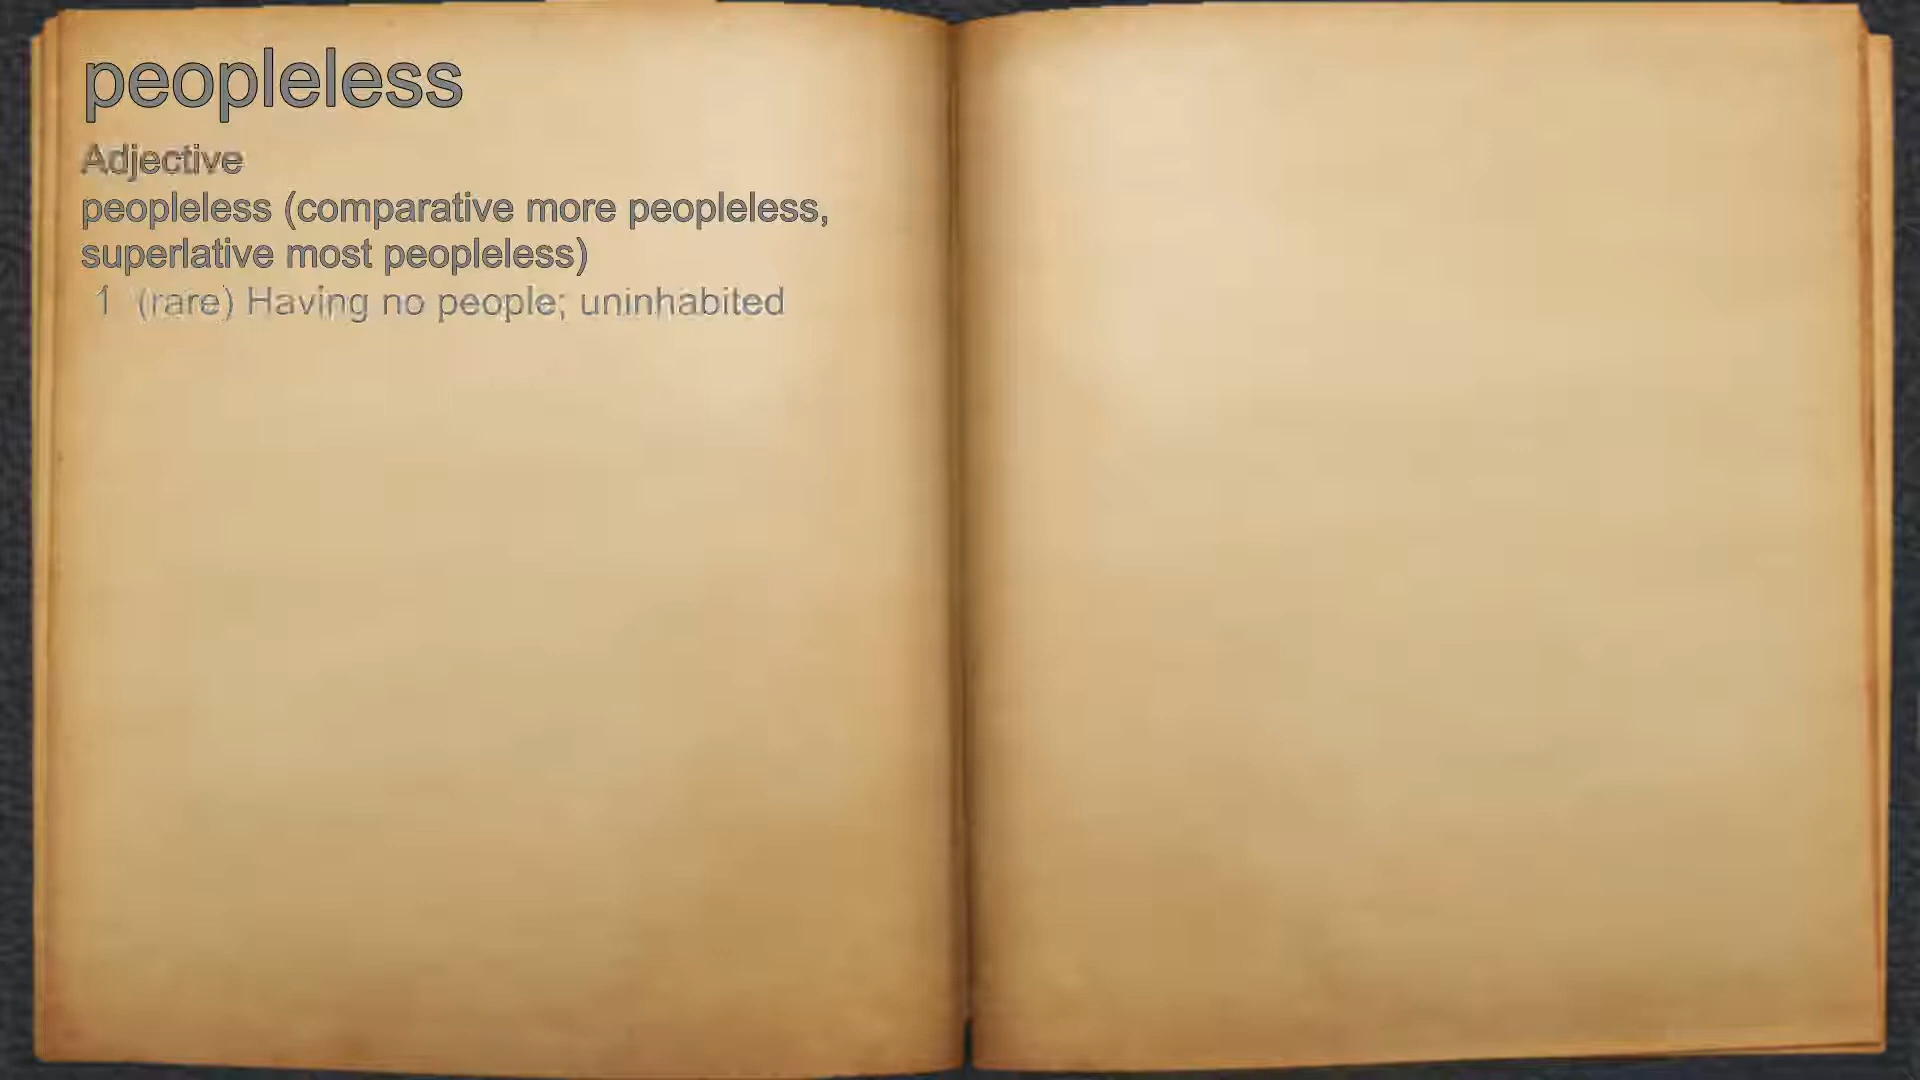 peopleless
Adjective
peopleless (comparative more peopleless,
superlative most peopleless)
1 (rare) Having no people; uninhabited